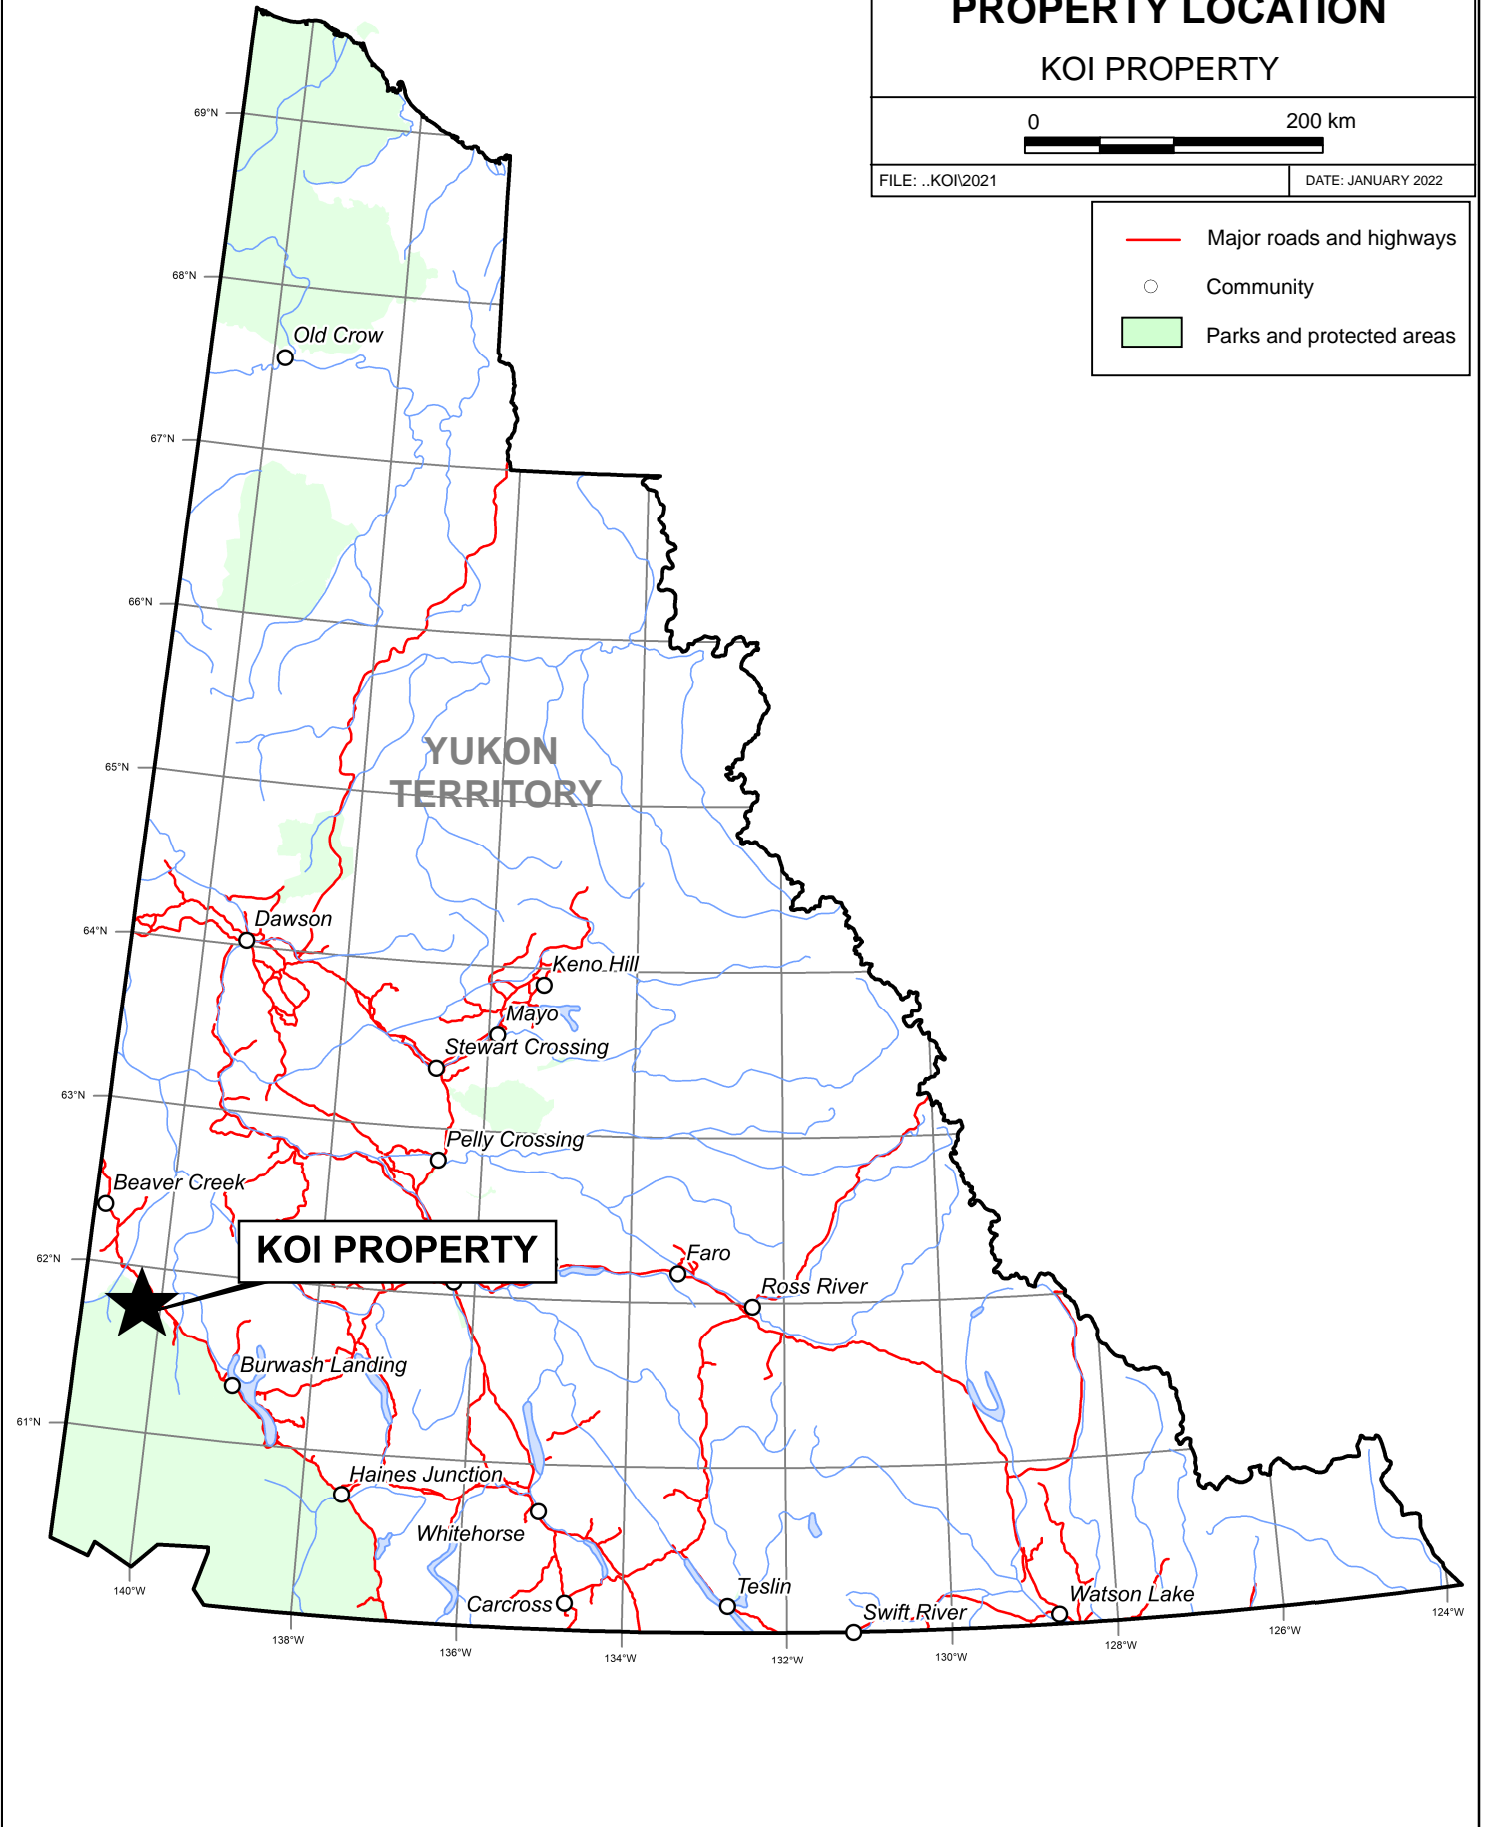 PROPERTY LOCATION
KOI PROPERTY
0 200 km
FILE: ..KOI\2021 DATE: JANUARY 2022
Major roads and highways
Community
Parks and protected areas
69°N
68°N
Old Crow
67°N
66°N
YUKON
TERRITORY
65°N
Dawson
64°N
Keno Hill
Mayo
Stewart Crossing
63°N
Pelly Crossing
Beaver Creek
KOI PROPERTY
62°N
Faro
Ross River
Burwash Landing
61°N
Haines Junction
Whitehorse
Teslin
Carcross
Watson Lake
Swift River
140°W
138°W
136°W
134°W
132°W
130°W
128°W
126°W
124°W